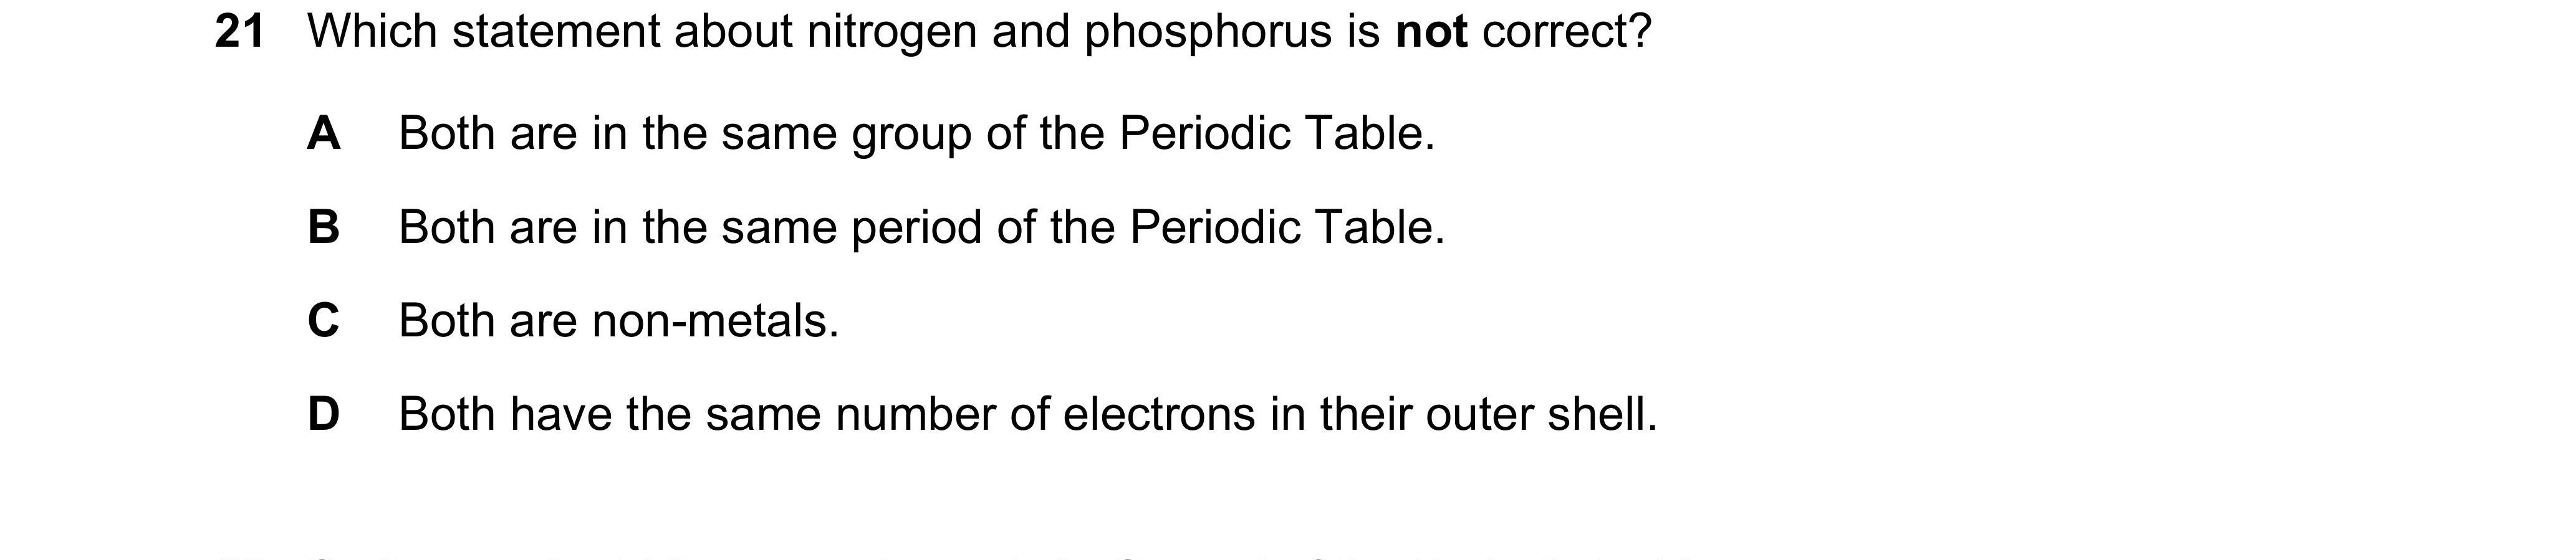 21 Which statement about nitrogen and phosphorus is not correct?
A Both are in the same group of the Periodic Table.
B Both are in the same period of the Periodic Table.
C Both are non-metals.
D Both have the same number of electrons in their outer shell.